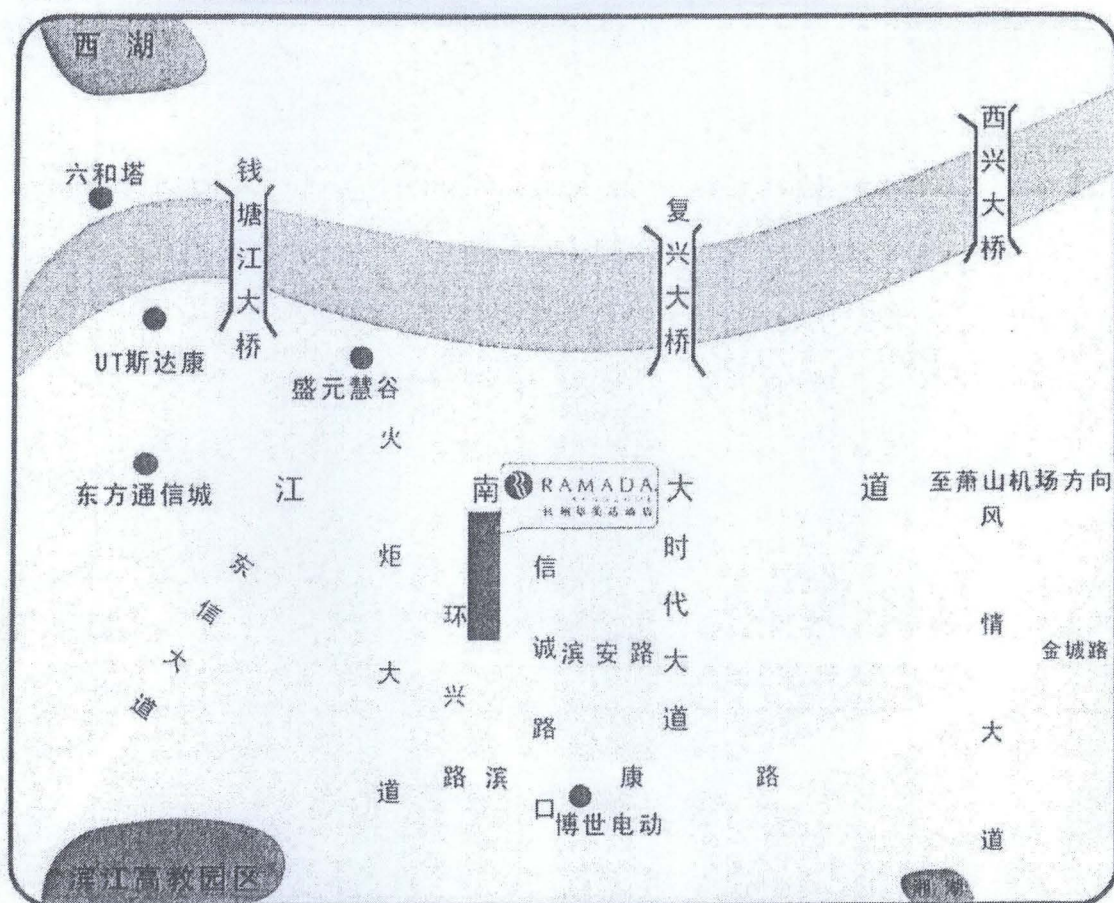 西湖
六和塔
钱塘江大桥
复兴大桥
西兴大桥
UT斯达康
盛元慧谷
东方通信城
江南大道
RAMADA
至萧山机场方向
火炬大道
东信大道
环兴路
信诚路口
滨安路
时代大道
风情大道
金城路
滨康路
博世电动
滨江高教园区
湘湖